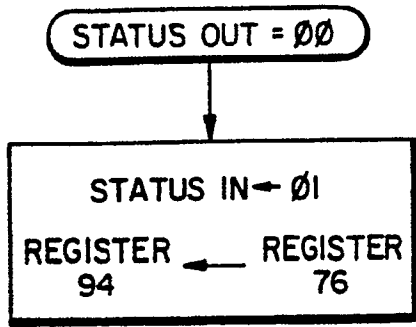 STATUS OUT = ØØ
STATUS IN ← Ø1
REGISTER ← REGISTER
94 76